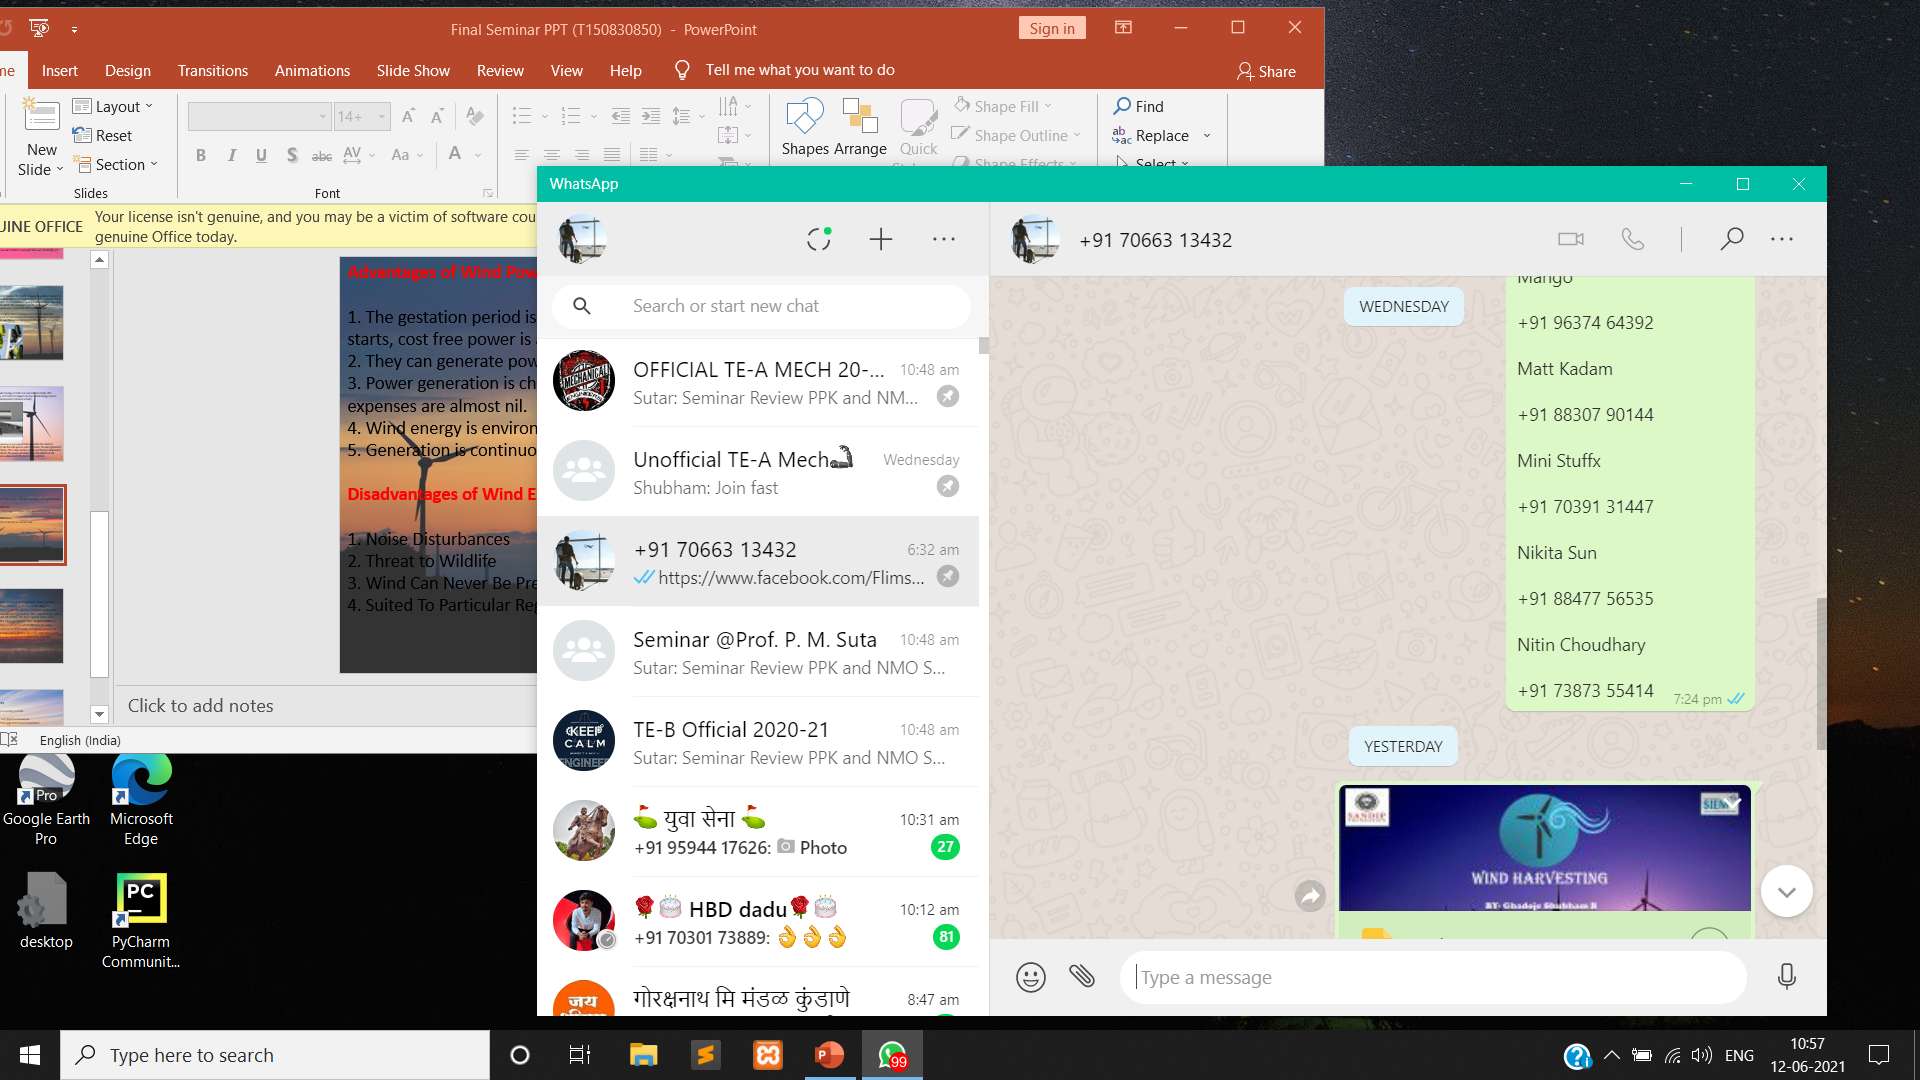 Final Seminar PPT (T150830850) - PowerPoint
Sign in
Insert Design Transitions Animations Slide Show Review View Help Tell me what you want to do
Share
New
Slide
Layout
Reset
Section
Slides
14+
B I U S abc AV Aa A
Font
Shapes Arrange Quick
Shape Fill
Shape Outline
Shape Effects
Find
Replace
Select
UINE OFFICE
Your license isn't genuine, and you may be a victim of software cou
genuine Office today.
Advantages of Wind Pow
1. The gestation period is
starts, cost free power is
2. They can generate pow
3. Power generation is ch
expenses are almost nil.
4. Wind energy is environ
5. Generation is continuo
Disadvantages of Wind E
1. Noise Disturbances
2. Threat to Wildlife
3. Wind Can Never Be Pre
4. Suited To Particular Reg
Click to add notes
English (India)
WhatsApp
Search or start new chat
OFFICIAL TE-A MECH 20-... 10:48 am
Sutar: Seminar Review PPK and NM...
Unofficial TE-A Mech Wednesday
Shubham: Join fast
+91 70663 13432 6:32 am
https://www.facebook.com/Flims...
Seminar @Prof. P. M. Suta 10:48 am
Sutar: Seminar Review PPK and NMO S...
TE-B Official 2020-21 10:48 am
Sutar: Seminar Review PPK and NMO S...
KEEP
CALM
ENGINEER
MECHANICAL
युवा सेना 10:31 am
+91 95944 17626: Photo 27
HBD dadu 10:12 am
+91 70301 73889: 81
गोरक्षनाथ मि मंडळ कुंडाणे 8:47 am
जय
+91 70663 13432
WEDNESDAY
Mango
+91 96374 64392
Matt Kadam
+91 88307 90144
Mini Stuffx
+91 70391 31447
Nikita Sun
+91 88477 56535
Nitin Choudhary
+91 73873 55414 7:24 pm
YESTERDAY
SANDIP
WIND HARVESTING
BY- Ghadoje Shubham R
Type a message
Google Earth
Pro
Microsoft
Edge
desktop
PC
PyCharm
Communit...
Type here to search
99
ENG
10:57
12-06-2021